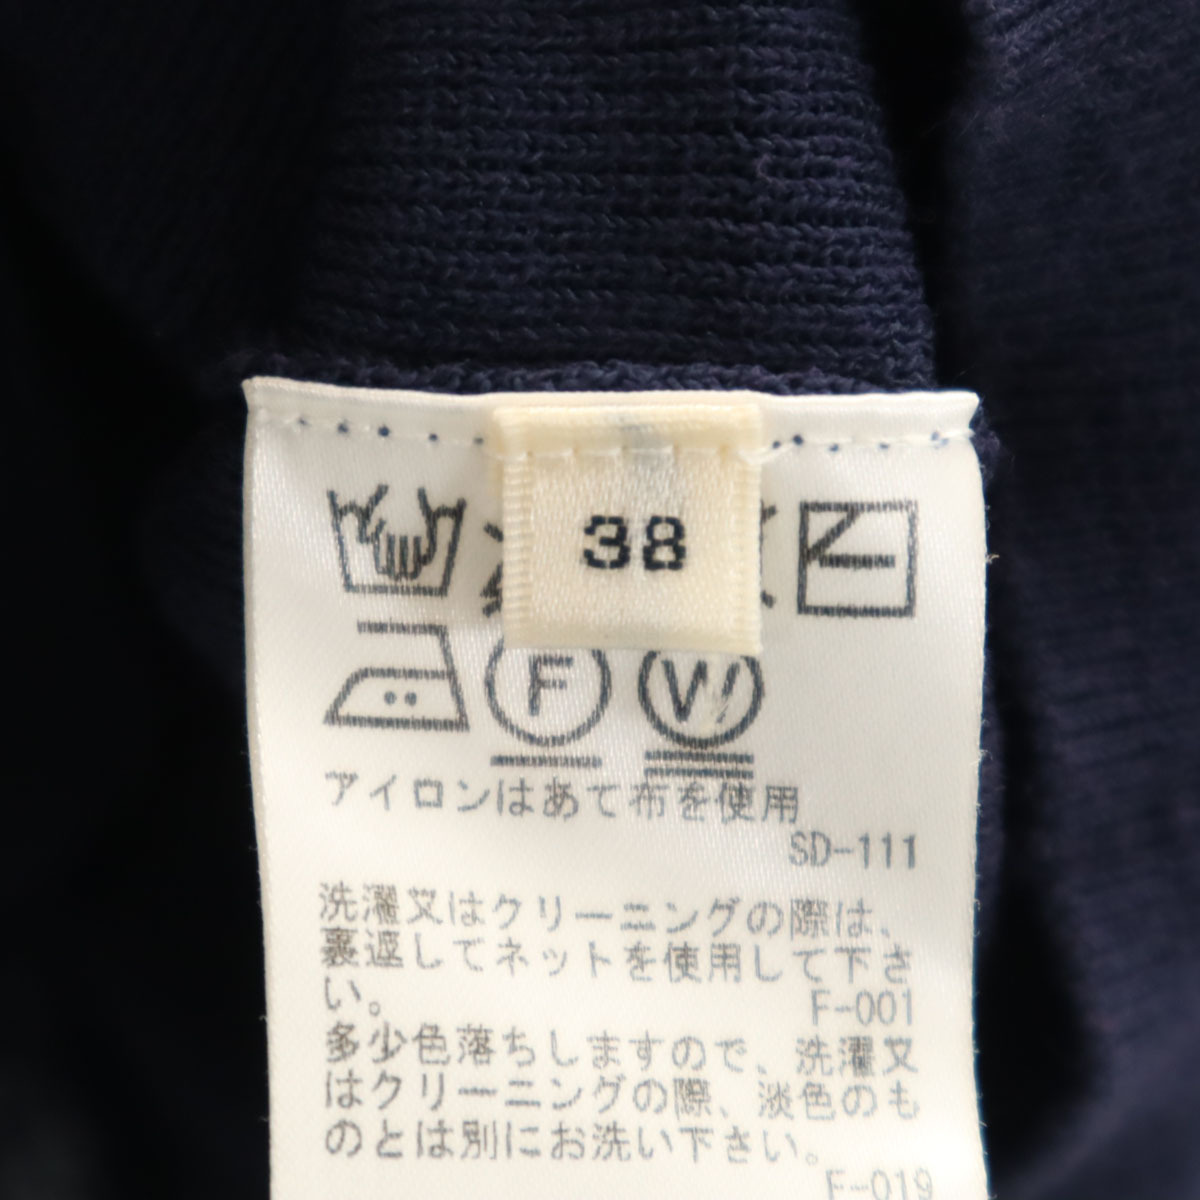 38
F W
アイロンはあて布を使用
SD-111
洗濯又はクリーニングの際は、
裏返してネットを使用して下さ
い。
F-001
多少色落ちしますので、洗濯又
はクリーニングの際、淡色のも
のとは別にお洗い下さい。
F-019